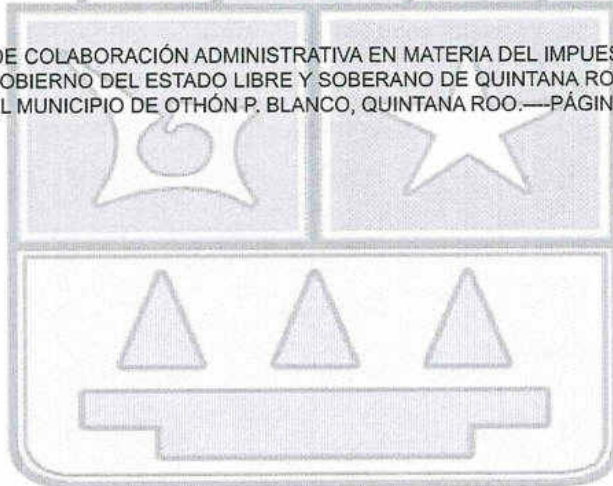 DE COLABORACIÓN ADMINISTRATIVA EN MATERIA DEL IMPUES
OBIERNO DEL ESTADO LIBRE Y SOBERANO DE QUINTANA RO
L MUNICIPIO DE OTHÓN P. BLANCO, QUINTANA ROO.----PÁGIN